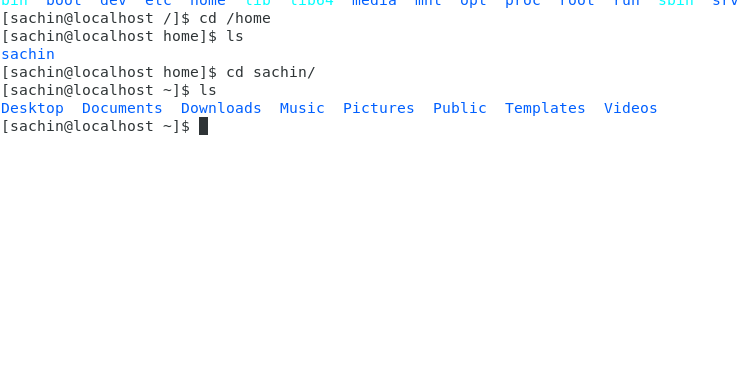 bin  boot  dev  etc  home  lib  lib64  media  mnt  opt  proc  root  run  sbin  srv
[sachin@localhost /]$ cd /home
[sachin@localhost home]$ ls
sachin
[sachin@localhost home]$ cd sachin/
[sachin@localhost ~]$ ls
Desktop  Documents  Downloads  Music  Pictures  Public  Templates  Videos
[sachin@localhost ~]$